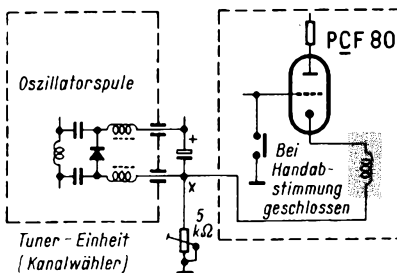 PCF 80
Oszillatorspule
+
x
Bei
Handab-
stimmung
geschlossen
5
kΩ
Tuner-Einheit
(Kanalwähler)